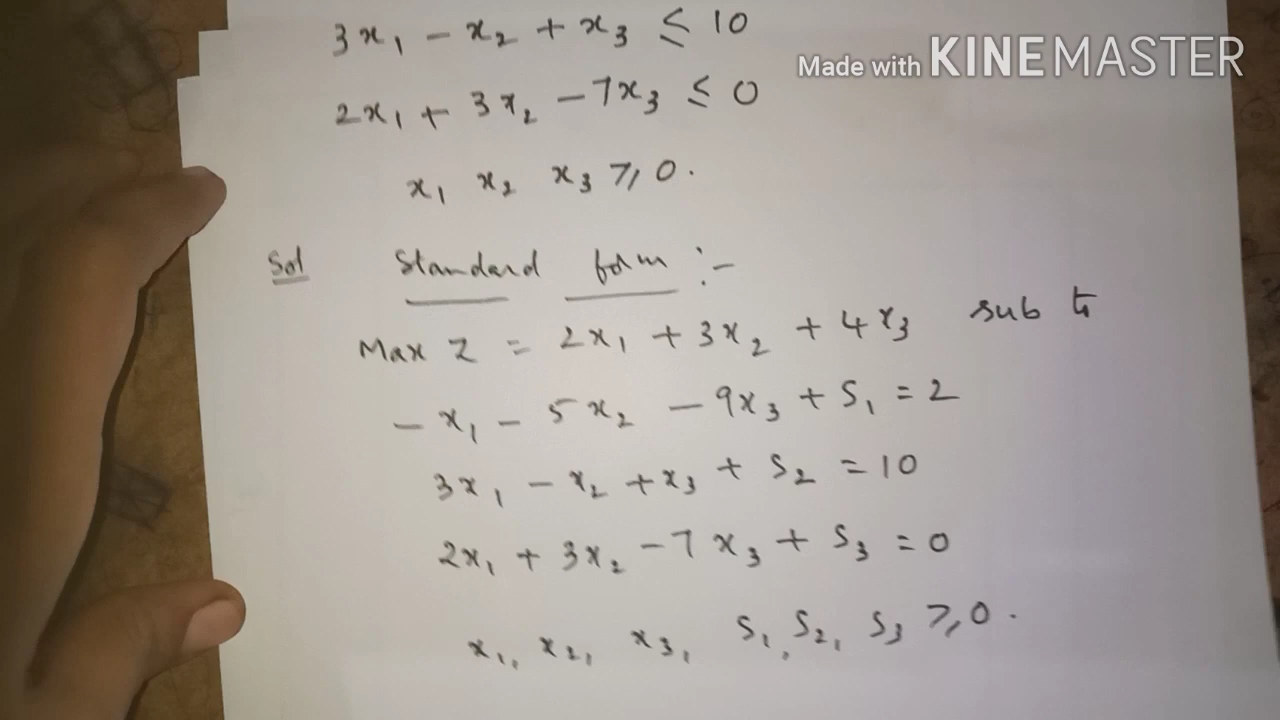 3x₁ - x₂ + x₃ ≤ 10
Made with KINEMASTER
2x₁ + 3x₂ - 7x₃ ≤ 0
x₁ x₂ x₃ ≥ 0.
Sol Standard form :-
Max Z = 2x₁ + 3x₂ + 4x₃ sub to
- x₁ - 5x₂ - 9x₃ + S₁ = 2
3x₁ - x₂ + x₃ + S₂ = 10
2x₁ + 3x₂ - 7x₃ + S₃ = 0
x₁, x₂, x₃, S₁, S₂, S₃ ≥ 0.